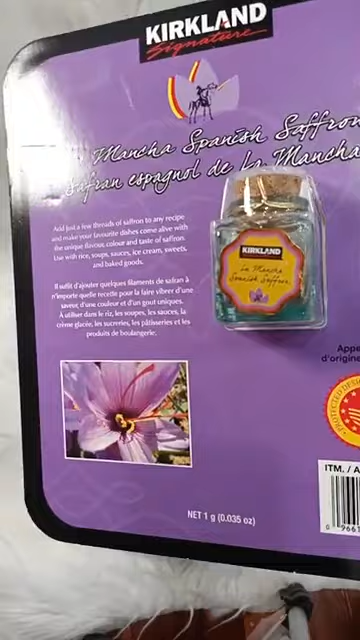 KIRKLAND
Signature
Mancha Spanish Saffron
Safran espagnol de La Mancha
Add just a few threads of saffron to any recipe
and make your favourite dishes come alive with
the unique flavour, colour and taste of saffron.
Use with rice, soups, sauces, ice cream, sweets,
and baked goods.
Il suffit d'ajouter quelques filaments de safran à
n'importe quelle recette pour la faire vibrer d'une
saveur, d'une couleur et d'un gout uniques.
À utiliser dans le riz, les soupes, les sauces, la
crème glacée, les sucreries, les pâtisseries et les
produits de boulangerie.
KIRKLAND
La Mancha
Spanish Saffron
Appe
d'origine
PROTECTED DESI
ITM. / A
NET 1 g (0.035 oz)
0 9661